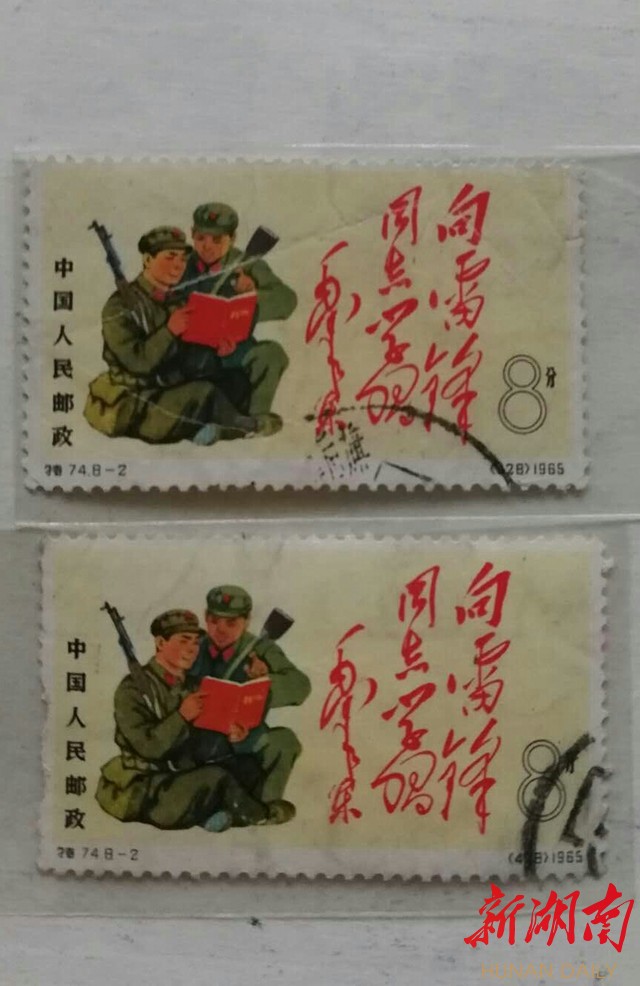 中国人民邮政
向雷锋
同志学习
毛泽东
8分
特74.8-2
(428)1965
中国人民邮政
向雷锋
同志学习
毛泽东
8分
特74.8-2
(428)1965
新湖南
HUNAN DAILY